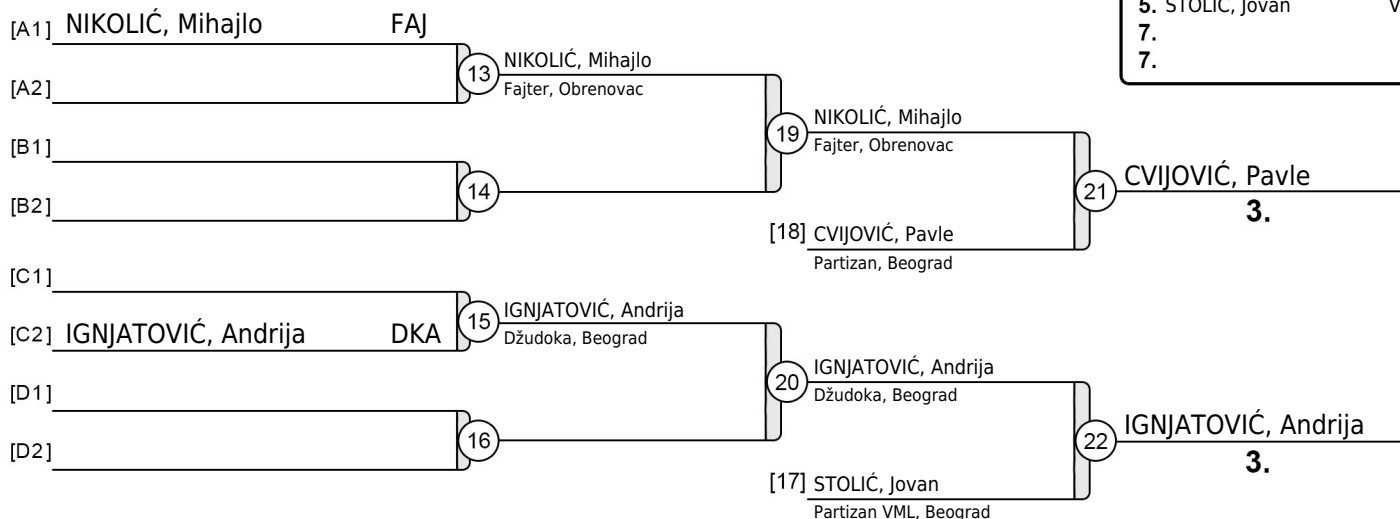 5. STOLIĆ, Jovan
7.
7.
[A1] NIKOLIĆ, Mihajlo FAJ
[A2]
13 NIKOLIĆ, Mihajlo
Fajter, Obrenovac
[B1]
[B2]
14
19 NIKOLIĆ, Mihajlo
Fajter, Obrenovac
[18] CVIJOVIĆ, Pavle
Partizan, Beograd
21 CVIJOVIĆ, Pavle
3.
[C1]
[C2] IGNJATOVIĆ, Andrija DKA
15 IGNJATOVIĆ, Andrija
Džudoka, Beograd
[D1]
[D2]
16
20 IGNJATOVIĆ, Andrija
Džudoka, Beograd
[17] STOLIĆ, Jovan
Partizan VML, Beograd
22 IGNJATOVIĆ, Andrija
3.